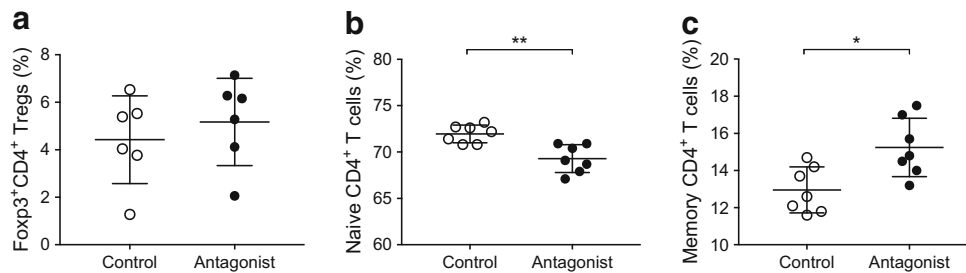 a
Foxp3⁺CD4⁺ Tregs (%)
8
6
4
2
0
Control
Antagonist
b
**
Naive CD4⁺ T cells (%)
80
75
70
65
60
Control
Antagonist
c
*
Memory CD4⁺ T cells (%)
20
18
16
14
12
10
Control
Antagonist